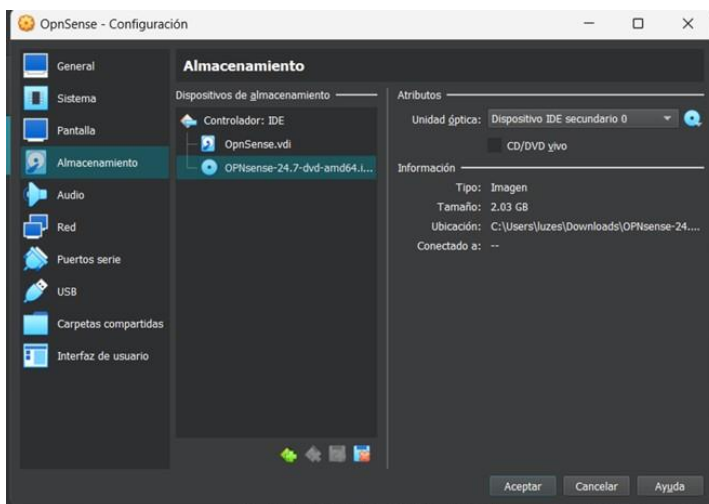 OpnSense - Configuración
General
Sistema
Pantalla
Almacenamiento
Audio
Red
Puertos serie
USB
Carpetas compartidas
Interfaz de usuario
Almacenamiento
Dispositivos de almacenamiento
Controlador: IDE
OpnSense.vdi
OPNsense-24.7-dvd-amd64.i...
Atributos
Unidad óptica: Dispositivo IDE secundario 0
CD/DVD vivo
Información
Tipo: Imagen
Tamaño: 2.03 GB
Ubicación: C:\Users\luzes\Downloads\OPNsense-24....
Conectado a: --
Aceptar Cancelar Ayuda